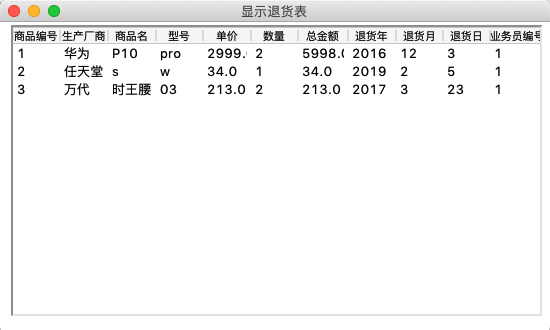 显示退货表
商品编号 生产厂商 商品名 型号 单价 数量 总金额 退货年 退货月 退货日 业务员编号
1 华为 P10 pro 2999. 2 5998.0 2016 12 3 1
2 任天堂 s w 34.0 1 34.0 2019 2 5 1
3 万代 时王腰 03 213.0 2 213.0 2017 3 23 1